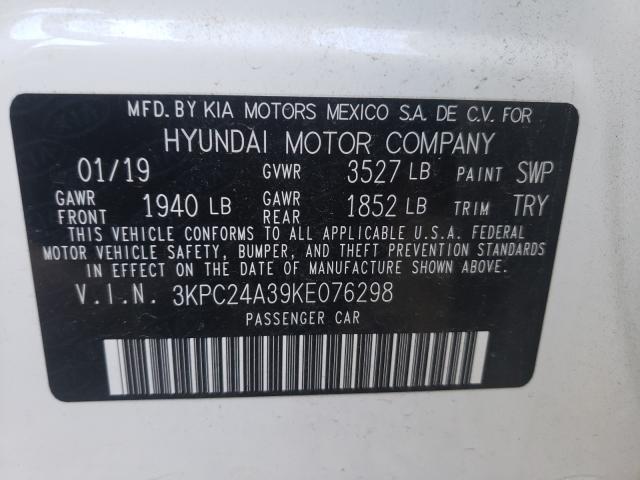 MFD. BY KIA MOTORS MEXICO S.A. DE C.V. FOR
HYUNDAI MOTOR COMPANY
01/19 GVWR 3527 LB PAINT SWP
GAWR FRONT 1940 LB GAWR REAR 1852 LB TRIM TRY
THIS VEHICLE CONFORMS TO ALL APPLICABLE U.S.A. FEDERAL
MOTOR VEHICLE SAFETY, BUMPER, AND THEFT PREVENTION STANDARDS
IN EFFECT ON THE DATE OF MANUFACTURE SHOWN ABOVE.
V.I.N. 3KPC24A39KE076298
PASSENGER CAR